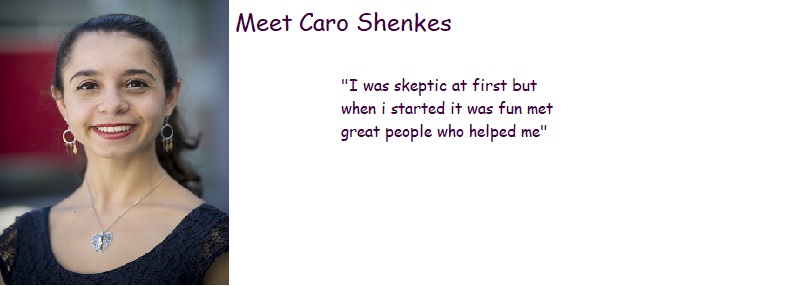 Meet Caro Shenkes
"I was skeptic at first but
when i started it was fun met
great people who helped me"